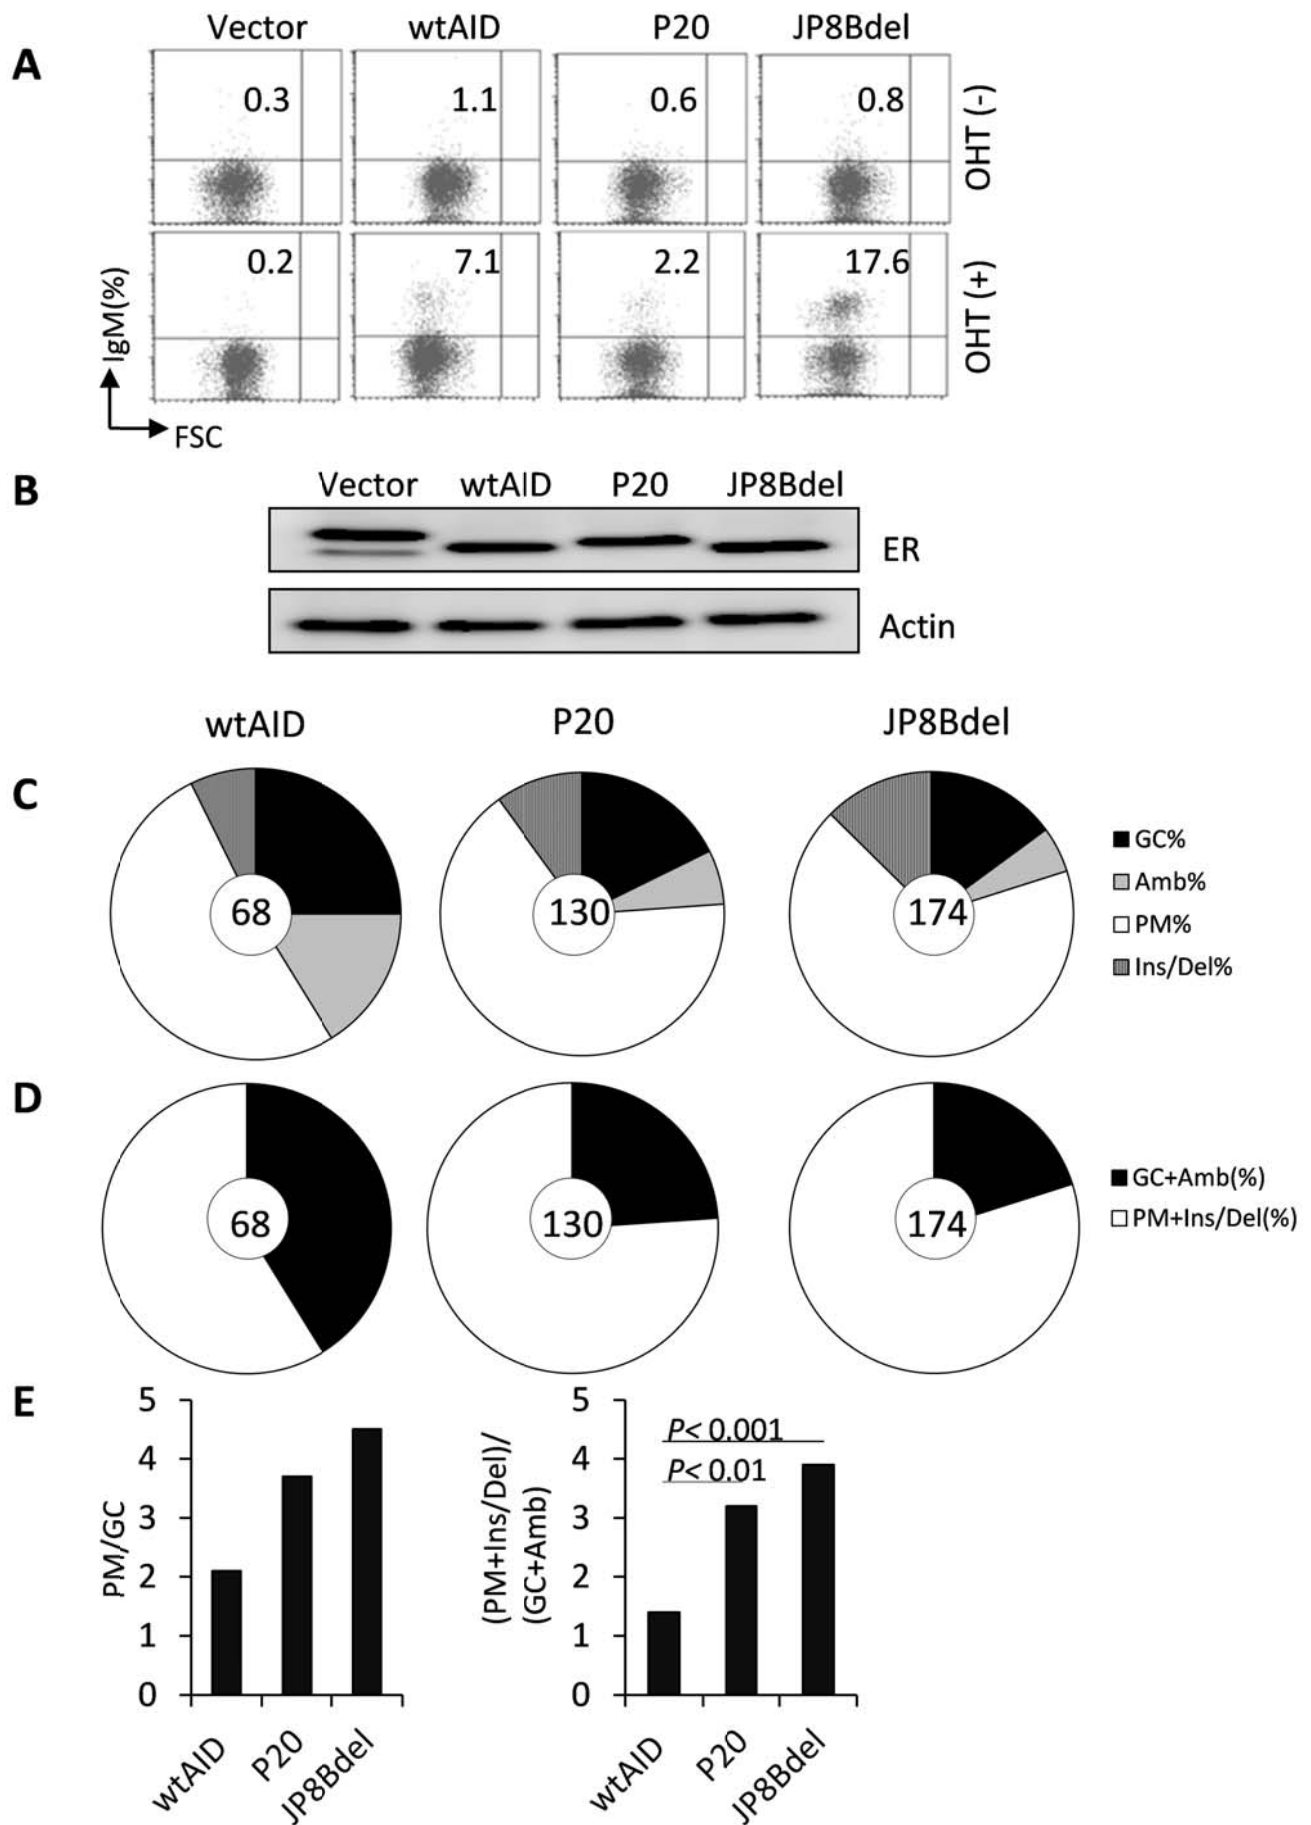 A
Vector wtAID P20 JP8Bdel
0.3 1.1 0.6 0.8
OHT (-)
0.2 7.1 2.2 17.6
OHT (+)
IgM(%)
FSC
B
Vector wtAID P20 JP8Bdel
ER
Actin
wtAID P20 JP8Bdel
C
68 130 174
GC%
Amb%
PM%
Ins/Del%
D
68 130 174
GC+Amb(%)
PM+Ins/Del(%)
E
PM/GC
5
4
3
2
1
0
wtAID P20 JP8Bdel
(PM+Ins/Del)/
(GC+Amb)
5
4
3
2
1
0
P< 0.001
P< 0.01
wtAID P20 JP8Bdel